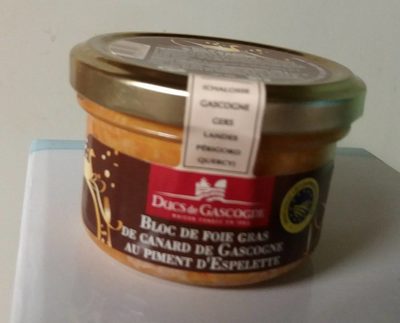 GASCOGNE
GERS
LANDES
PÉRIGORD
QUERCY
DUCS de GASCOGNE
BLOC DE FOIE GRAS
DE CANARD DE GASCOGNE
AU PIMENT D'ESPELETTE